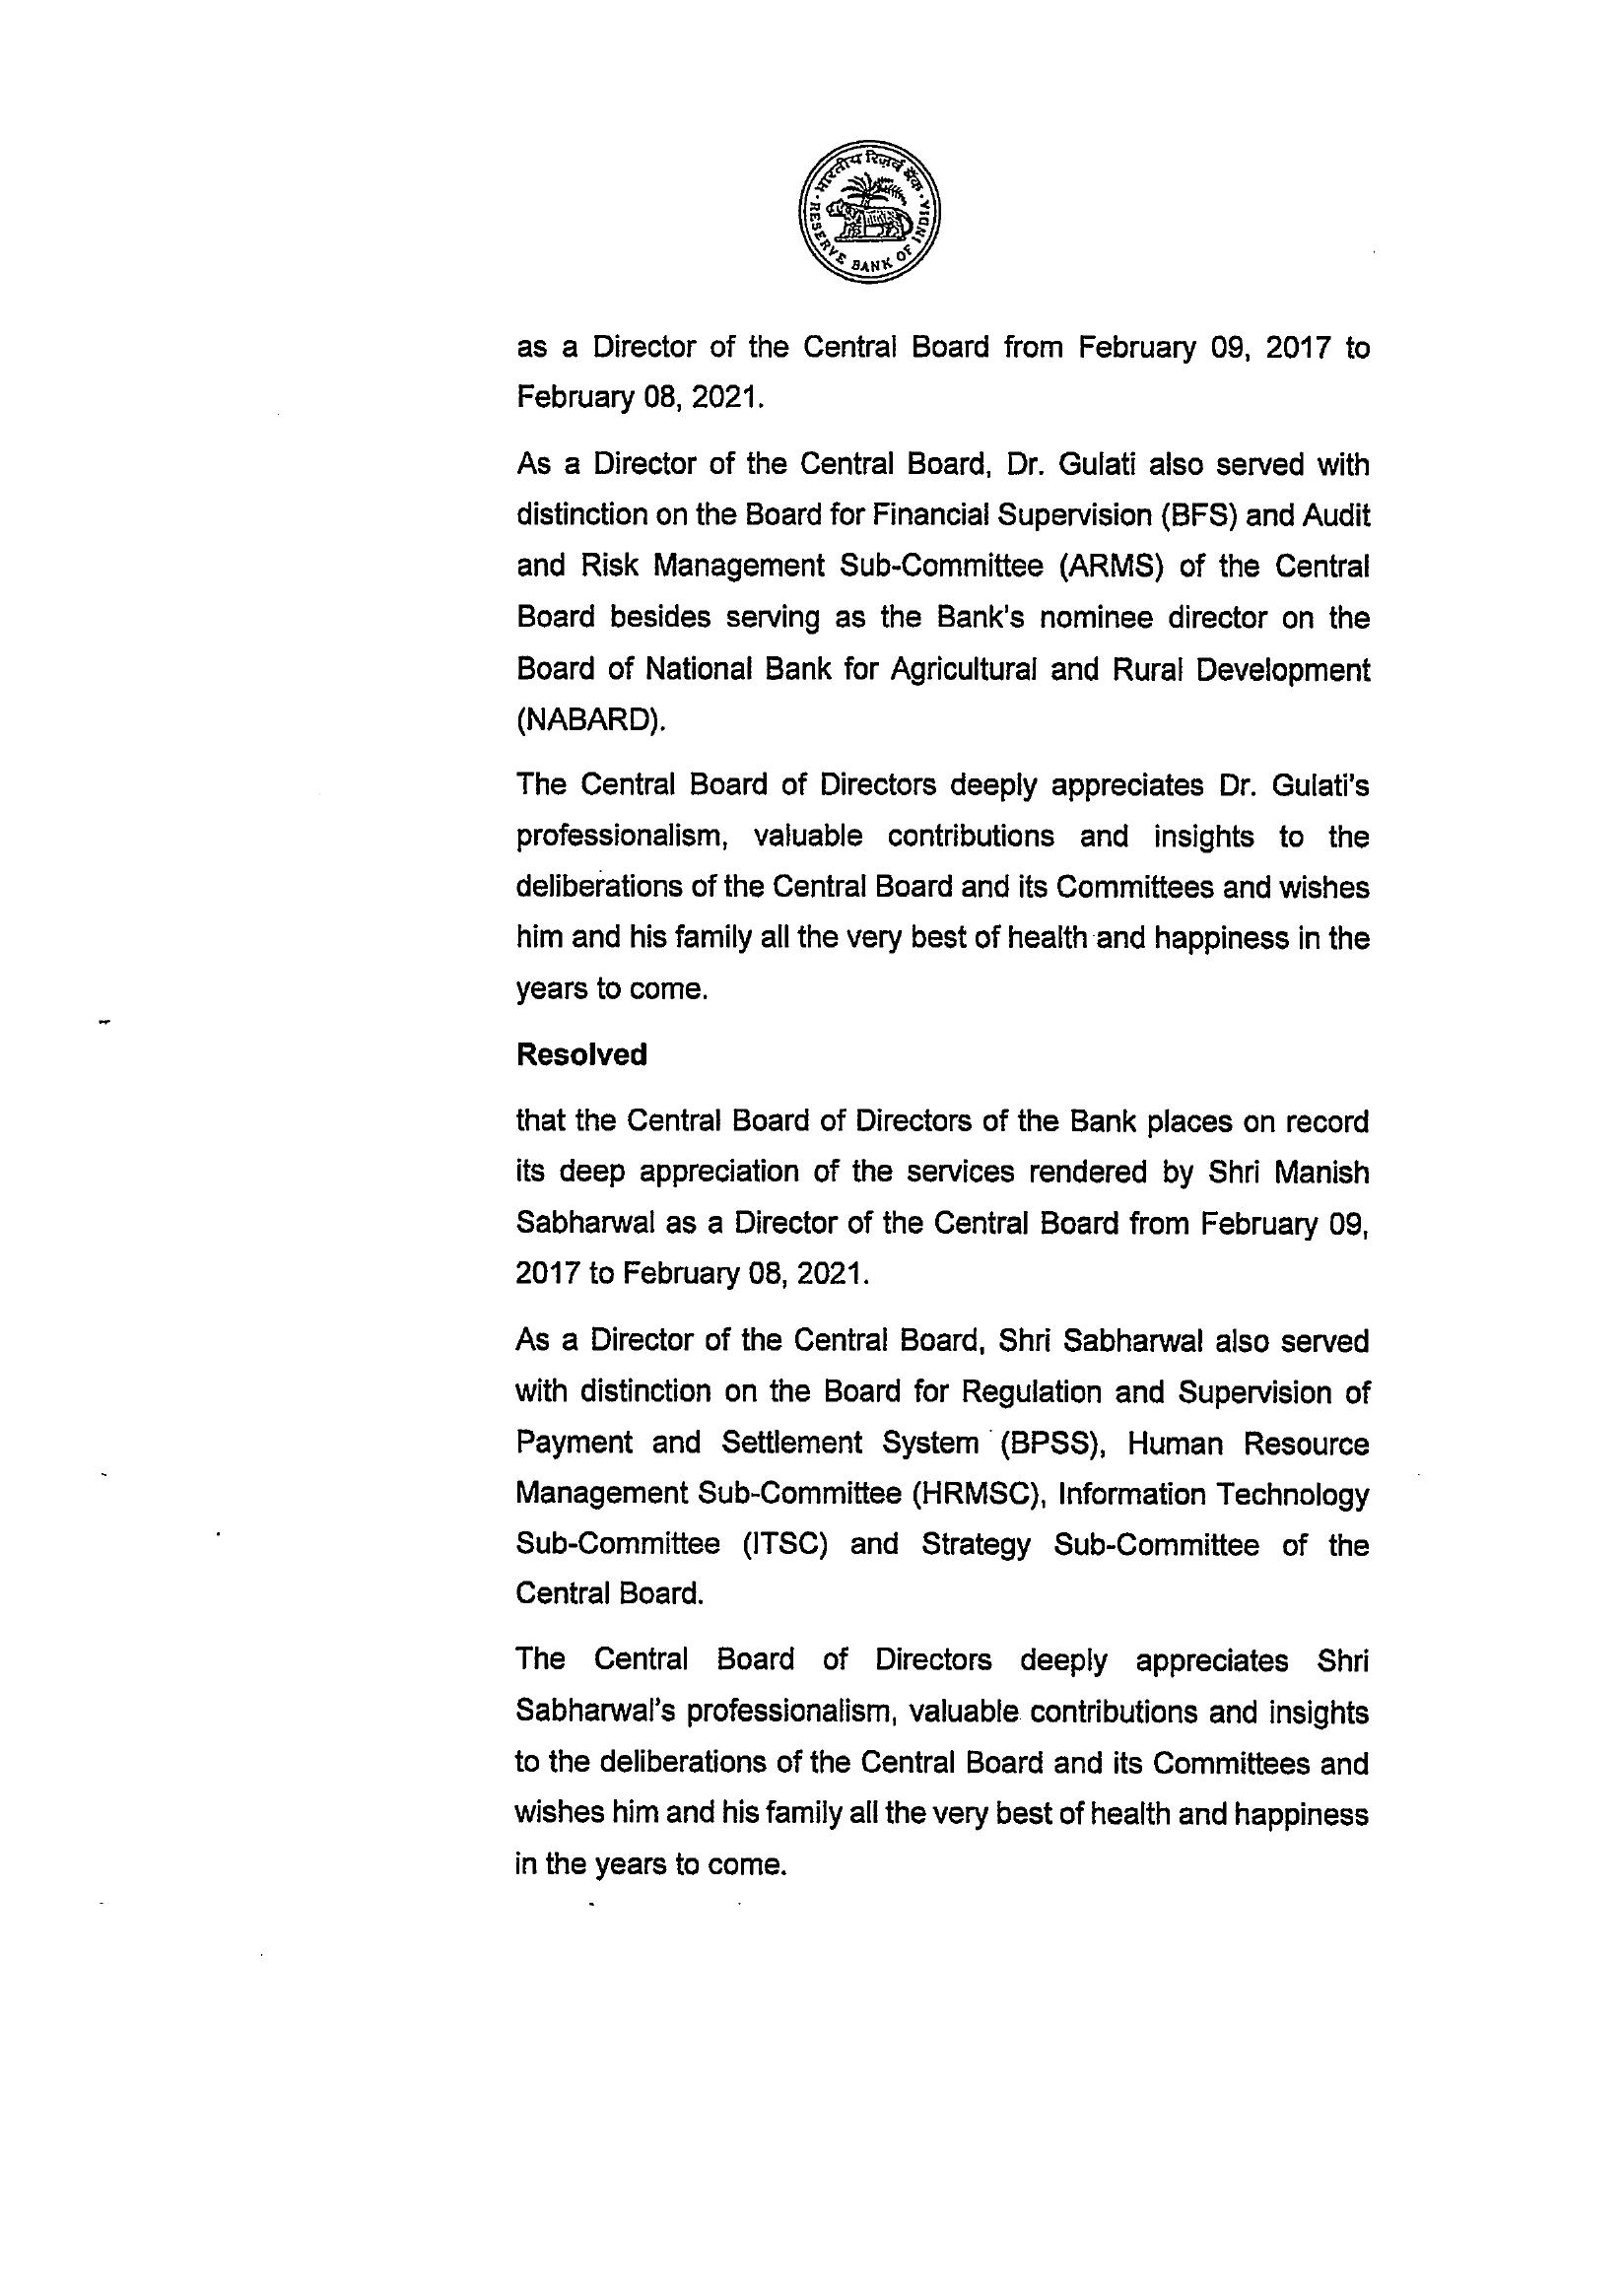 भारतीय रिज़र्व बैंक
RESERVE BANK OF INDIA
as a Director of the Central Board from February 09, 2017 to
February 08, 2021.
As a Director of the Central Board, Dr. Gulati also served with
distinction on the Board for Financial Supervision (BFS) and Audit
and Risk Management Sub-Committee (ARMS) of the Central
Board besides serving as the Bank's nominee director on the
Board of National Bank for Agricultural and Rural Development
(NABARD).
The Central Board of Directors deeply appreciates Dr. Gulati's
professionalism, valuable contributions and insights to the
deliberations of the Central Board and its Committees and wishes
him and his family all the very best of health and happiness in the
years to come.
Resolved
that the Central Board of Directors of the Bank places on record
its deep appreciation of the services rendered by Shri Manish
Sabharwal as a Director of the Central Board from February 09,
2017 to February 08, 2021.
As a Director of the Central Board, Shri Sabharwal also served
with distinction on the Board for Regulation and Supervision of
Payment and Settlement System (BPSS), Human Resource
Management Sub-Committee (HRMSC), Information Technology
Sub-Committee (ITSC) and Strategy Sub-Committee of the
Central Board.
The Central Board of Directors deeply appreciates Shri
Sabharwal's professionalism, valuable contributions and insights
to the deliberations of the Central Board and its Committees and
wishes him and his family all the very best of health and happiness
in the years to come.